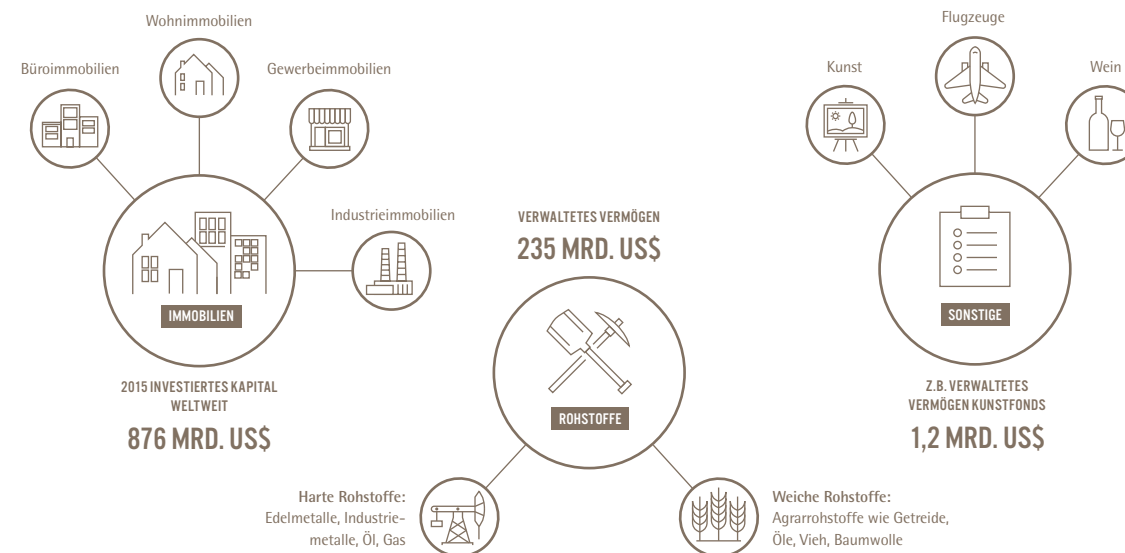 Wohnimmobilien
Büroimmobilien
Gewerbeimmobilien
Industrieimmobilien
IMMOBILIEN
2015 INVESTIERTES KAPITAL
WELTWEIT
876 MRD. US$
VERWALTETES VERMÖGEN
235 MRD. US$
ROHSTOFFE
Harte Rohstoffe:
Edelmetalle, Industrie-
metalle, Öl, Gas
Weiche Rohstoffe:
Agrarrohstoffe wie Getreide,
Öle, Vieh, Baumwolle
Flugzeuge
Kunst
Wein
SONSTIGE
Z.B. VERWALTETES
VERMÖGEN KUNSTFONDS
1,2 MRD. US$